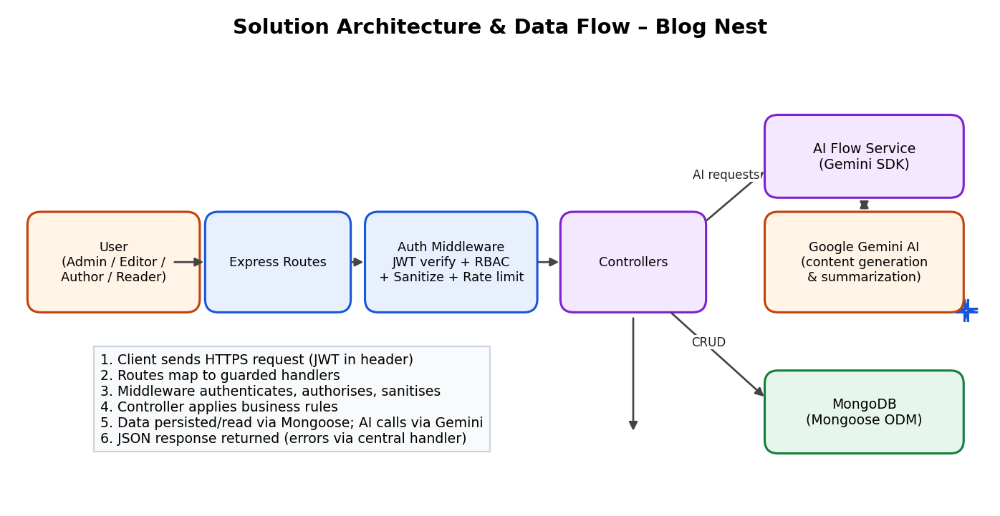 Solution Architecture & Data Flow – Blog Nest
AI Flow Service
(Gemini SDK)
AI requests
User
(Admin / Editor /
Author / Reader)
Express Routes
Auth Middleware
JWT verify + RBAC
+ Sanitize + Rate limit
Controllers
Google Gemini AI
(content generation
& summarization)
CRUD
1. Client sends HTTPS request (JWT in header)
2. Routes map to guarded handlers
3. Middleware authenticates, authorises, sanitises
4. Controller applies business rules
5. Data persisted/read via Mongoose; AI calls via Gemini
6. JSON response returned (errors via central handler)
MongoDB
(Mongoose ODM)